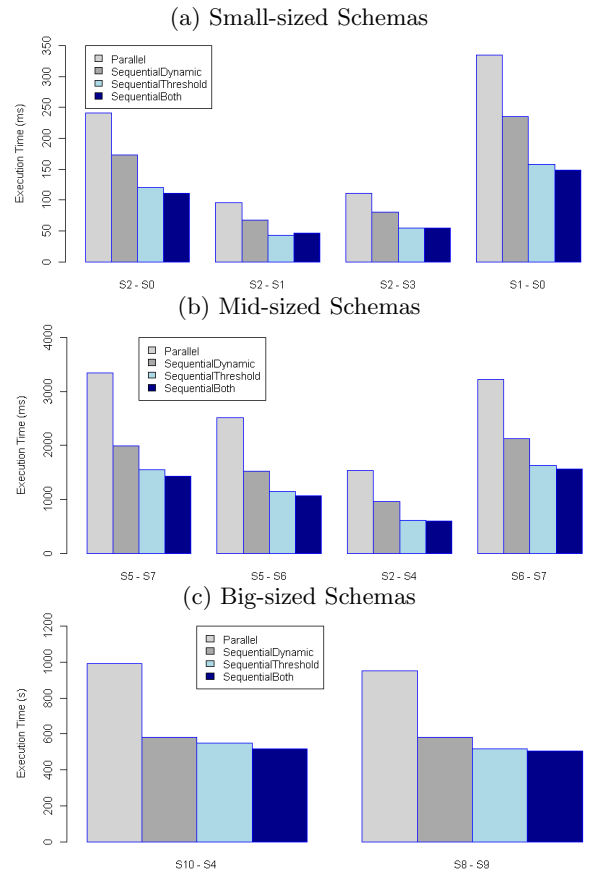 (a) Small-sized Schemas
Execution Time (ms)
350
300
250
200
150
100
50
0
Parallel
SequentialDynamic
SequentialThreshold
SequentialBoth
S2 - S0
S2 - S1
S2 - S3
S1 - S0
(b) Mid-sized Schemas
Execution Time (ms)
4000
3000
2000
1000
0
Parallel
SequentialDynamic
SequentialThreshold
SequentialBoth
S5 - S7
S5 - S6
S2 - S4
S6 - S7
(c) Big-sized Schemas
Execution Time (s)
1200
1000
800
600
400
200
0
Parallel
SequentialDynamic
SequentialThreshold
SequentialBoth
S10 - S4
S8 - S9